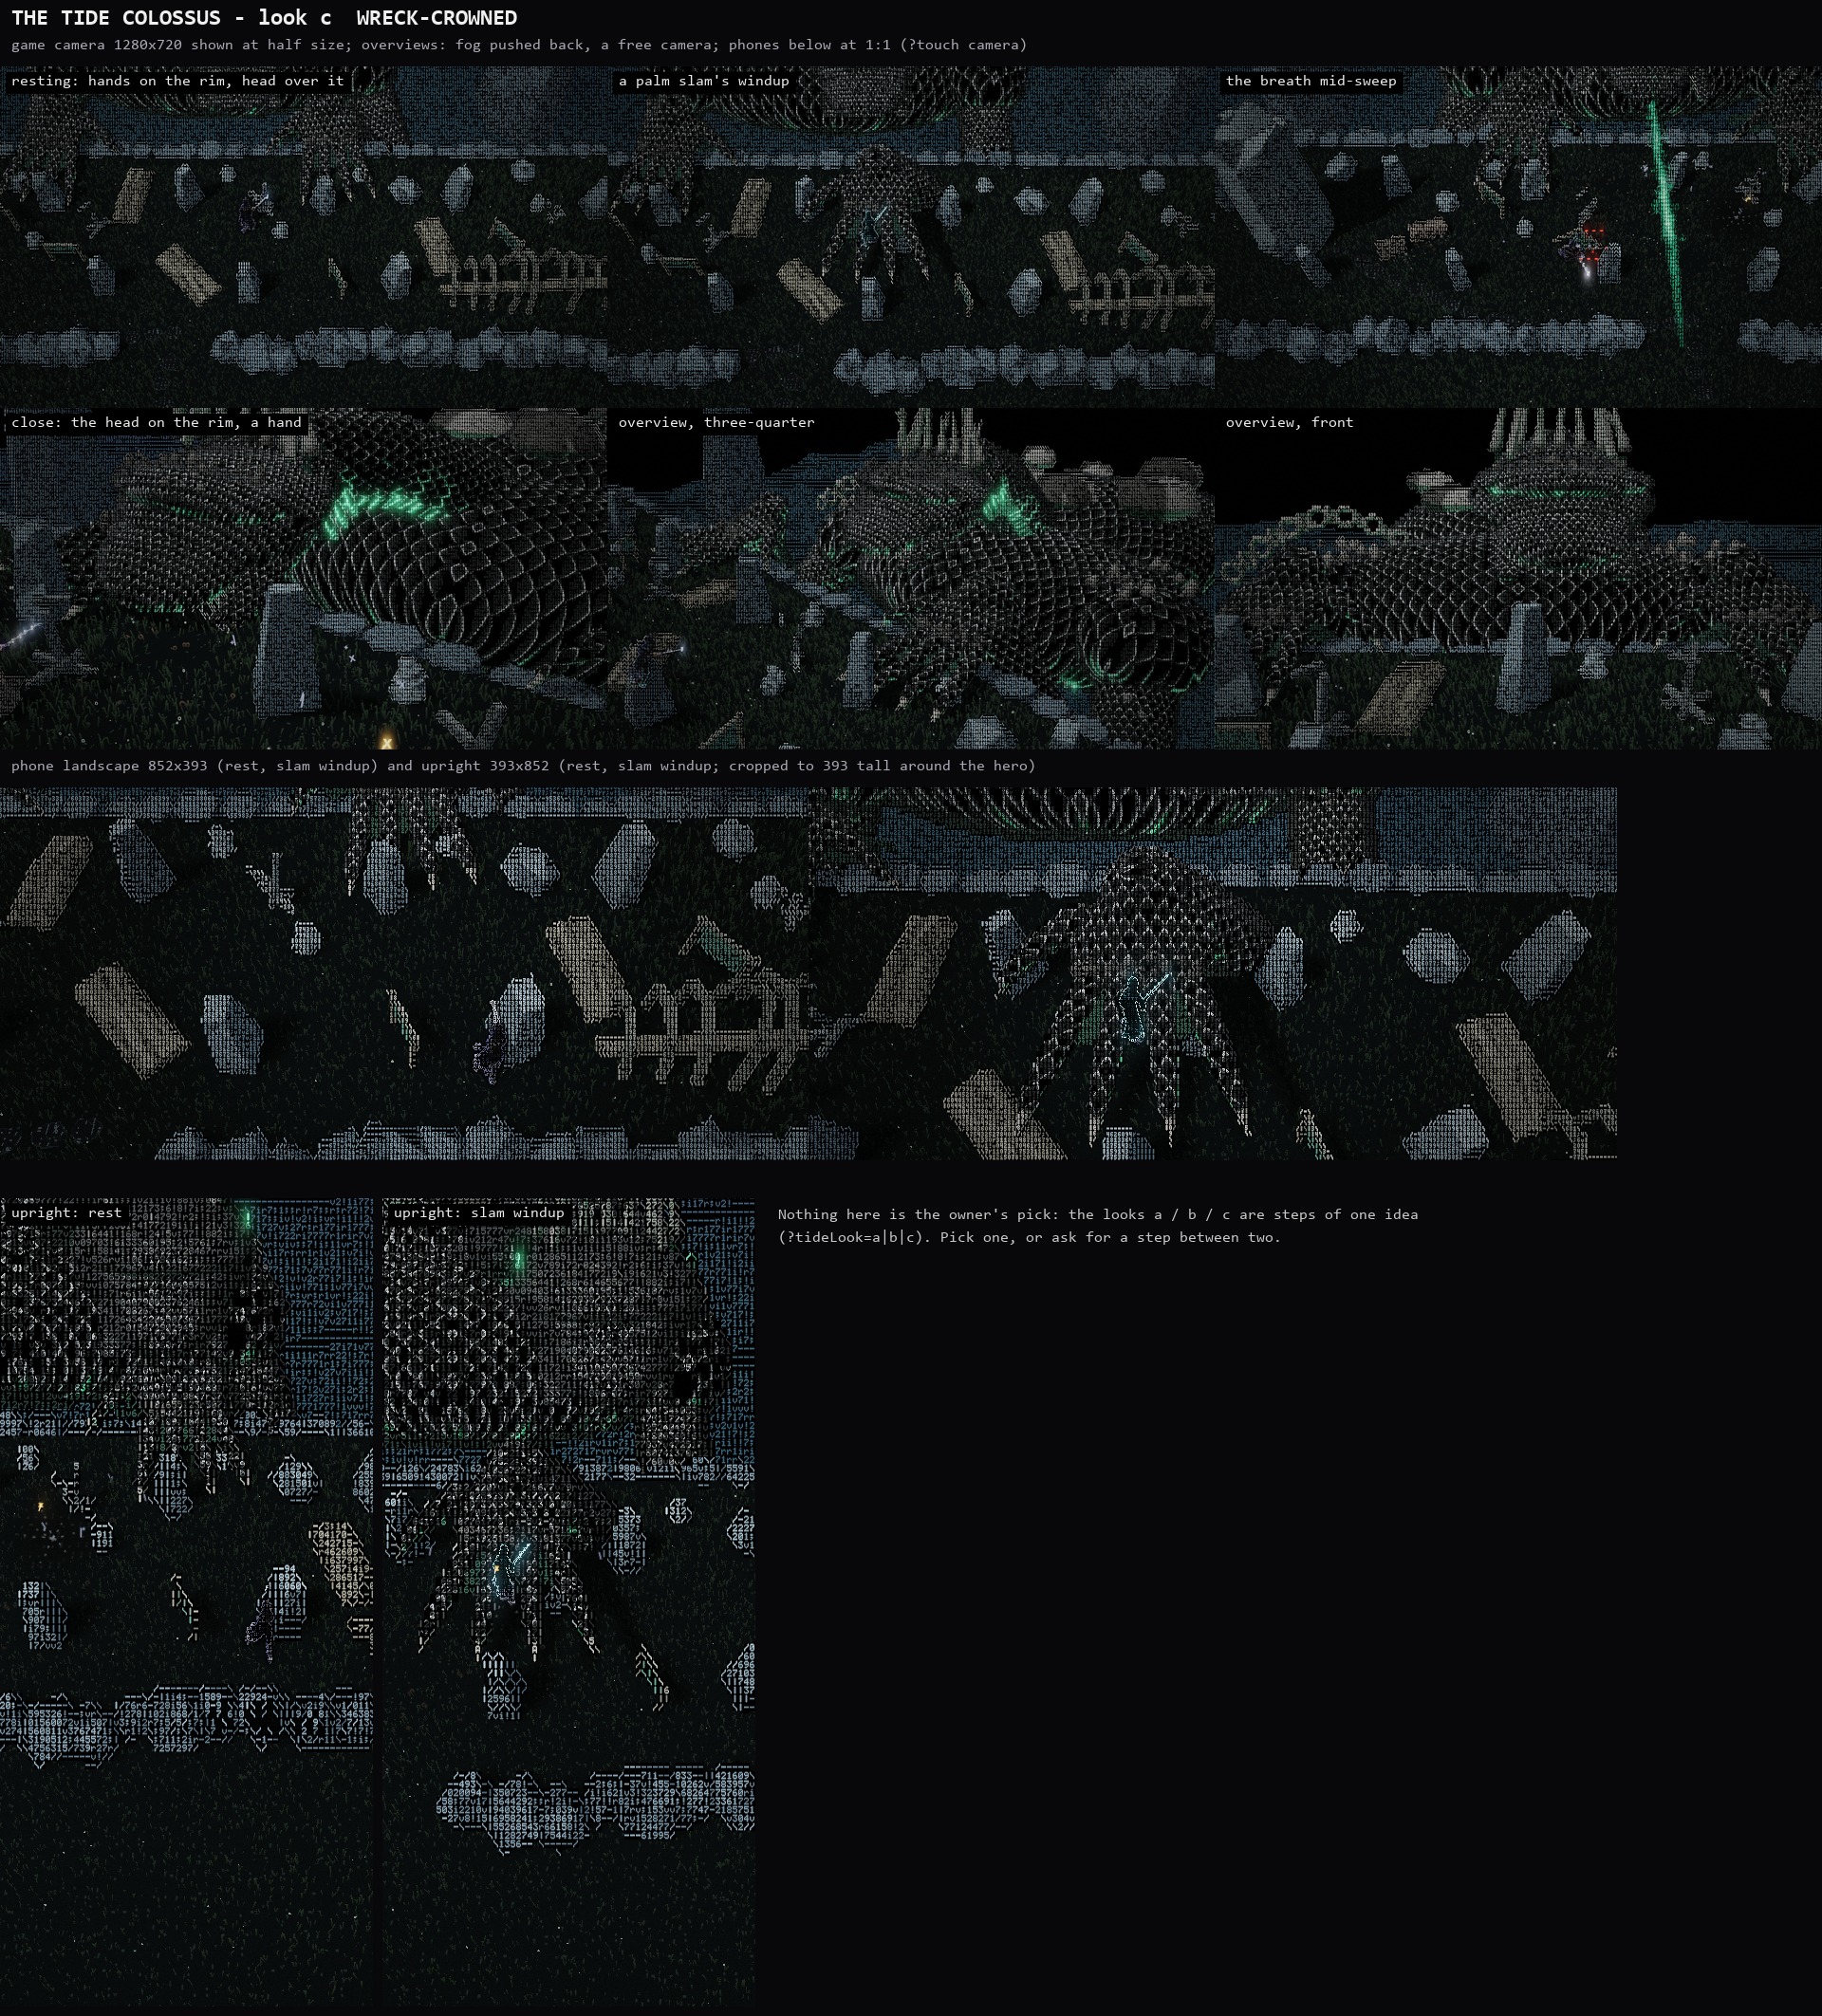 THE TIDE COLOSSUS - look c  WRECK-CROWNED
game camera 1280x720 shown at half size; overviews: fog pushed back, a free camera; phones below at 1:1 (?touch camera)
resting: hands on the rim, head over it
a palm slam's windup
the breath mid-sweep
close: the head on the rim, a hand
overview, three-quarter
overview, front
phone landscape 852x393 (rest, slam windup) and upright 393x852 (rest, slam windup; cropped to 393 tall around the hero)
upright: rest
upright: slam windup
Nothing here is the owner's pick: the looks a / b / c are steps of one idea
(?tideLook=a|b|c). Pick one, or ask for a step between two.